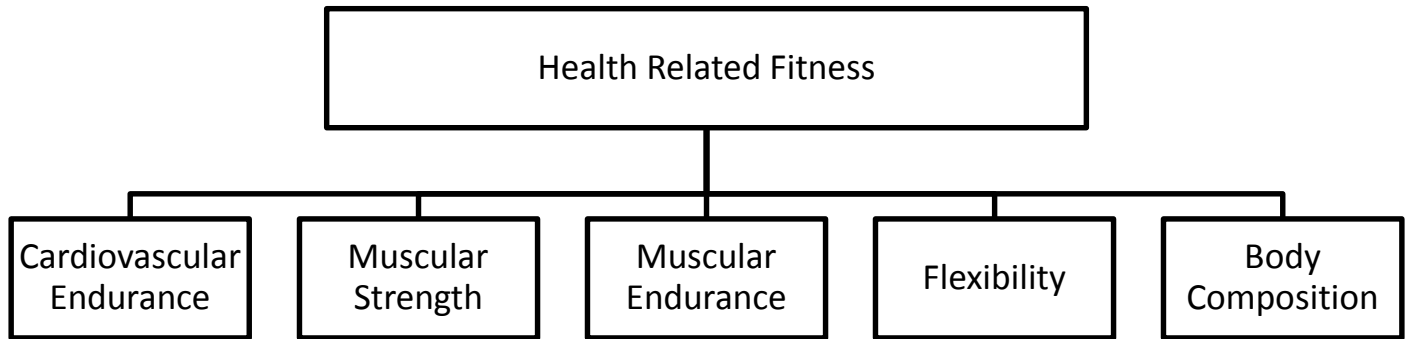 Health Related Fitness
Cardiovascular
Endurance
Muscular
Strength
Muscular
Endurance
Flexibility
Body
Composition